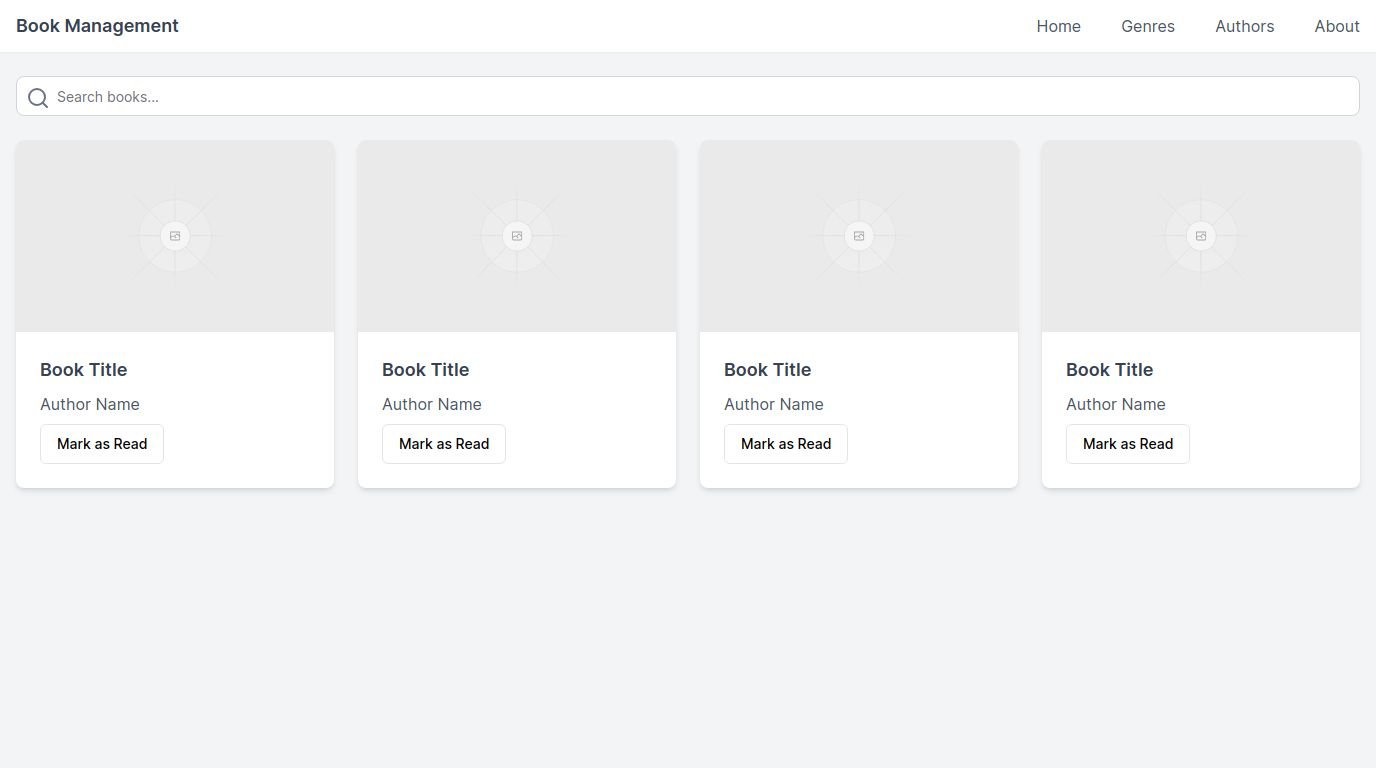 Book Management
Home Genres Authors About
Search books...
Book Title Book Title Book Title Book Title
Author Name Author Name Author Name Author Name
Mark as Read Mark as Read Mark as Read Mark as Read